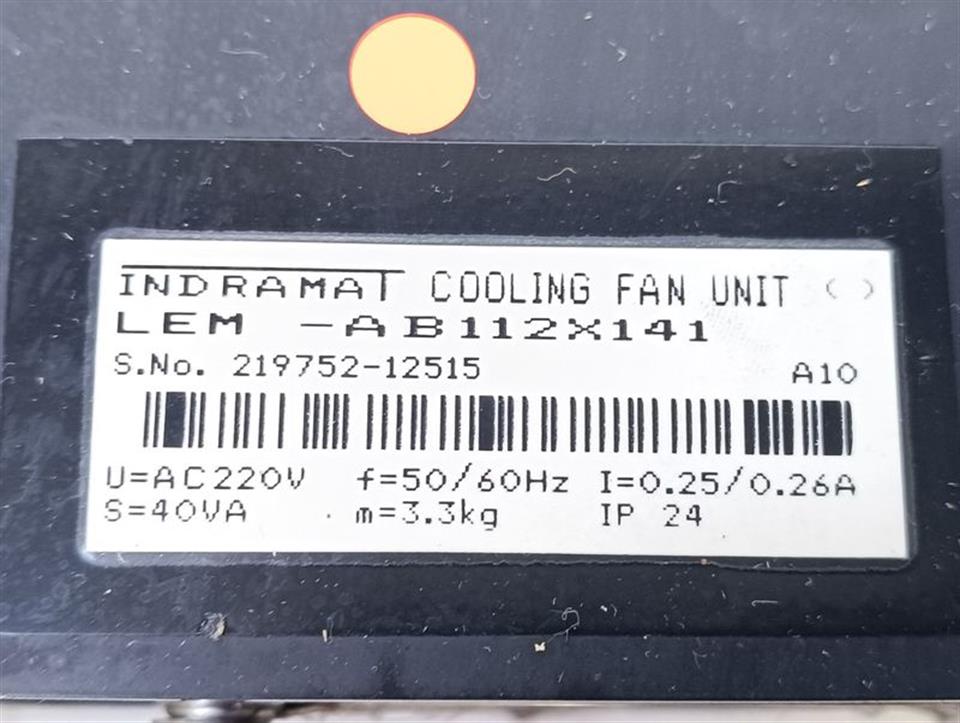 INDRAMAT COOLING FAN UNIT ( )
LEM -AB112X141
S.No. 219752-12515
A10
U=AC220V f=50/60Hz I=0.25/0.26A
S=40VA m=3.3kg IP 24